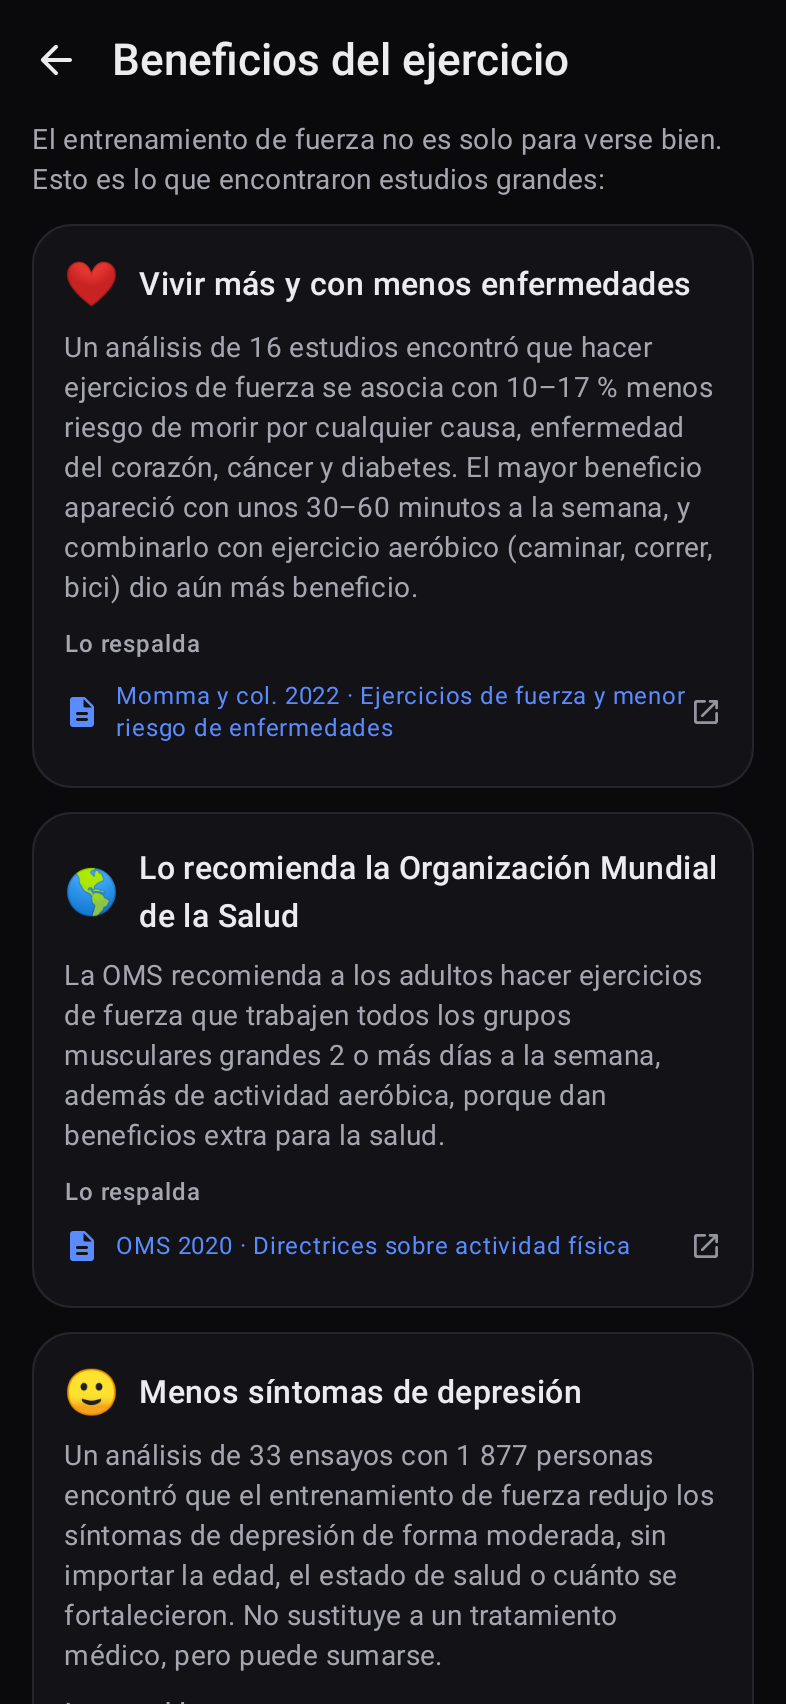 Beneficios del ejercicio
El entrenamiento de fuerza no es solo para verse bien.
Esto es lo que encontraron estudios grandes:
Vivir más y con menos enfermedades
Un análisis de 16 estudios encontró que hacer
ejercicios de fuerza se asocia con 10–17 % menos
riesgo de morir por cualquier causa, enfermedad
del corazón, cáncer y diabetes. El mayor beneficio
apareció con unos 30–60 minutos a la semana, y
combinarlo con ejercicio aeróbico (caminar, correr,
bici) dio aún más beneficio.
Lo respalda
Momma y col. 2022 · Ejercicios de fuerza y menor
riesgo de enfermedades
Lo recomienda la Organización Mundial
de la Salud
La OMS recomienda a los adultos hacer ejercicios
de fuerza que trabajen todos los grupos
musculares grandes 2 o más días a la semana,
además de actividad aeróbica, porque dan
beneficios extra para la salud.
Lo respalda
OMS 2020 · Directrices sobre actividad física
Menos síntomas de depresión
Un análisis de 33 ensayos con 1 877 personas
encontró que el entrenamiento de fuerza redujo los
síntomas de depresión de forma moderada, sin
importar la edad, el estado de salud o cuánto se
fortalecieron. No sustituye a un tratamiento
médico, pero puede sumarse.